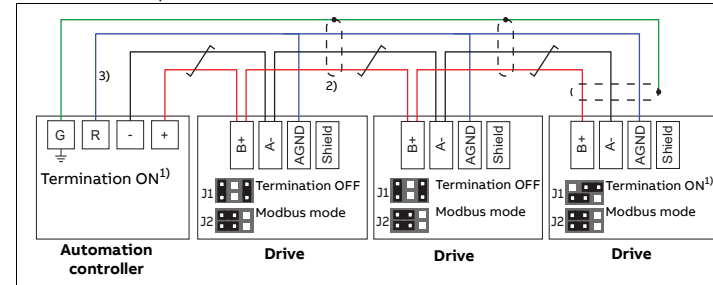 3)
2)
G
R
-
+
B+
A-
AGND
Shield
B+
A-
AGND
Shield
B+
A-
AGND
Shield
Termination ON1)
J1
Termination OFF
J2
Modbus mode
J1
Termination OFF
J2
Modbus mode
J1
Termination ON1)
J2
Modbus mode
Automation
controller
Drive
Drive
Drive